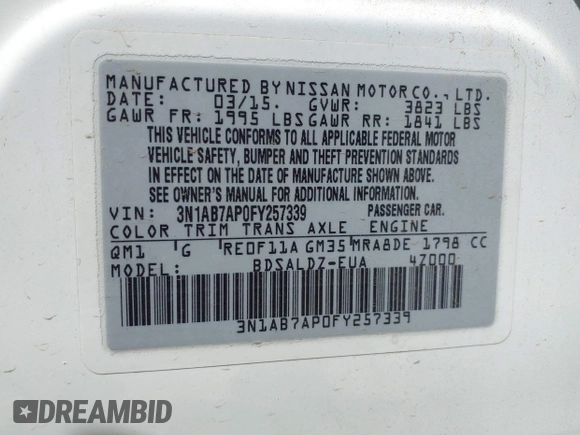 MANUFACTURED BY NISSAN MOTOR CO., LTD.
DATE: 03/15. GVWR: 3823 LBS
GAWR FR: 1995 LBS GAWR RR: 1841 LBS
THIS VEHICLE CONFORMS TO ALL APPLICABLE FEDERAL MOTOR
VEHICLE SAFETY, BUMPER AND THEFT PREVENTION STANDARDS
IN EFFECT ON THE DATE OF MANUFACTURE SHOWN ABOVE.
SEE OWNER'S MANUAL FOR ADDITIONAL INFORMATION.
VIN: 3N1AB7AP0FY257339 PASSENGER CAR.
COLOR TRIM TRANS AXLE ENGINE
QM1 G RE0F11A GM35 MRA8DE 1798 CC
MODEL: BDSALDZ-EUA 4Z000
3N1AB7AP0FY257339
DREAMBID